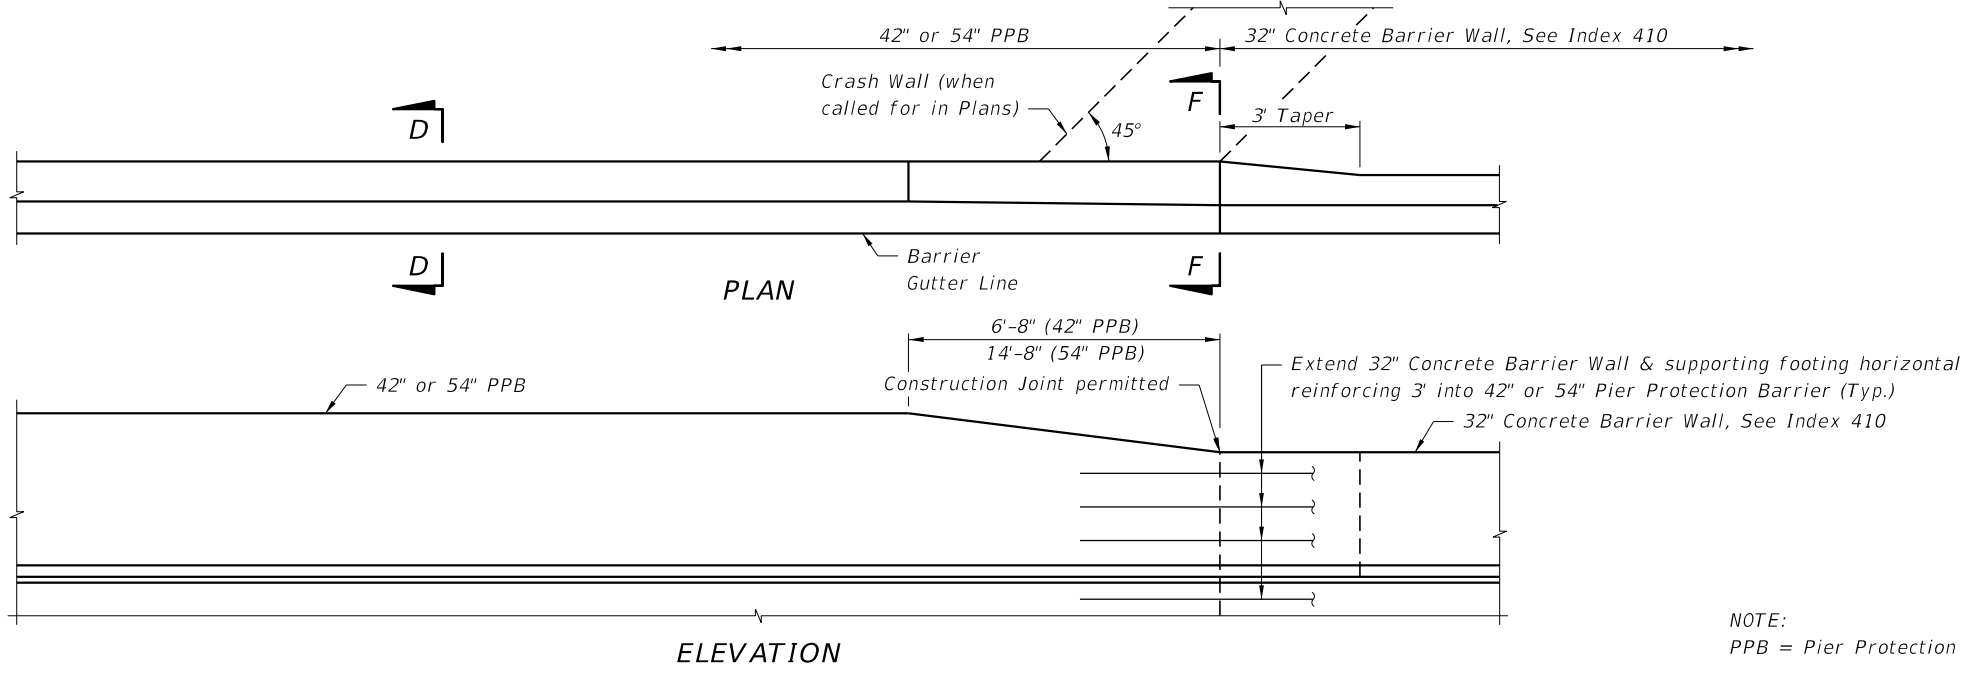 42" or 54" PPB
32" Concrete Barrier Wall, See Index 410
Crash Wall (when
called for in Plans)
F
3' Taper
D
45°
D
F
Barrier
Gutter Line
PLAN
6'-8" (42" PPB)
14'-8" (54" PPB)
Extend 32" Concrete Barrier Wall & supporting footing horizontal
reinforcing 3' into 42" or 54" Pier Protection Barrier (Typ.)
42" or 54" PPB
Construction Joint permitted
32" Concrete Barrier Wall, See Index 410
ELEVATION
NOTE:
PPB = Pier Protection